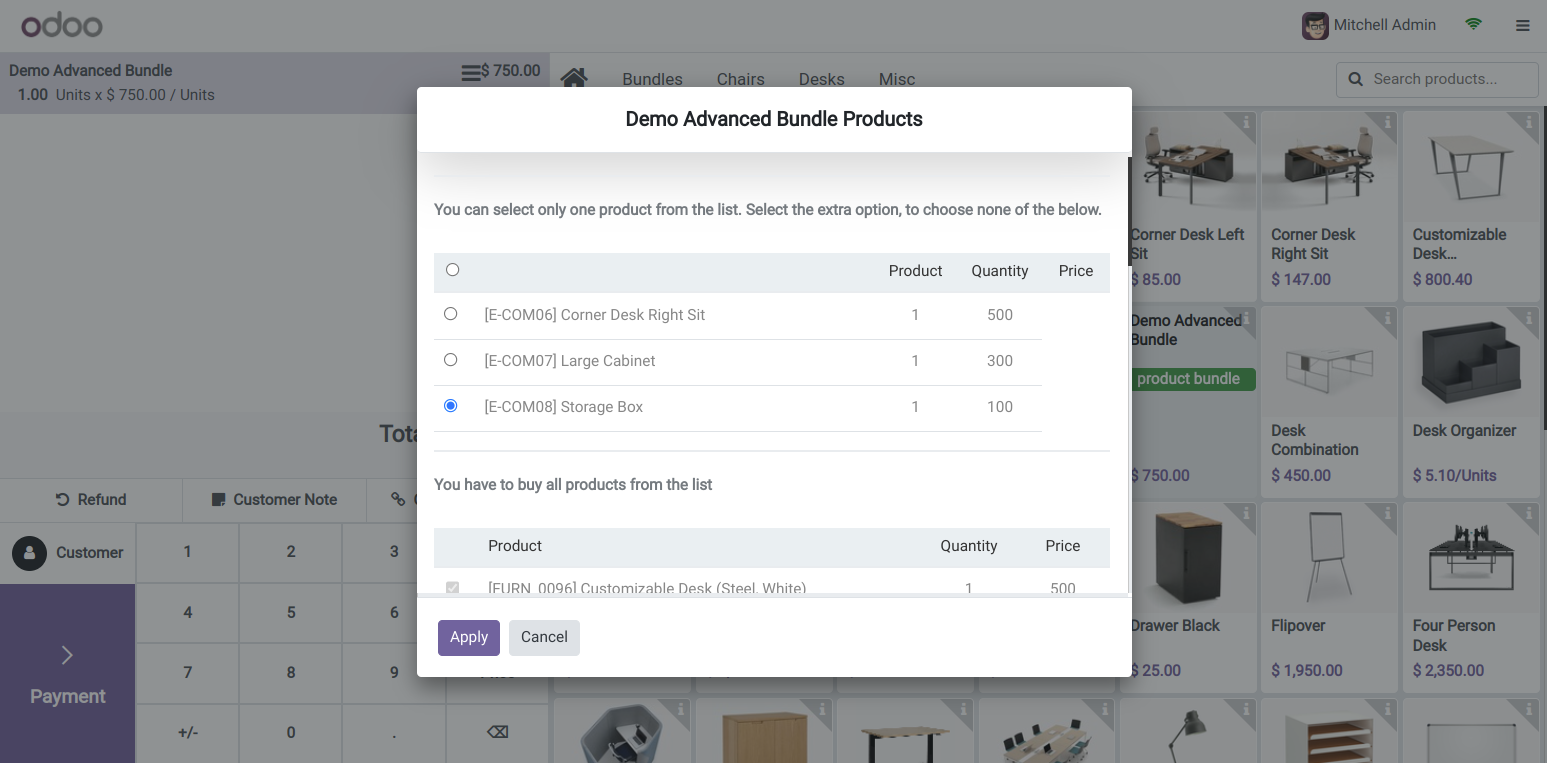 odoo
Mitchell Admin
Demo Advanced Bundle $ 750.00
1.00 Units x $ 750.00 / Units
Bundles Chairs Desks Misc
Search products...
Demo Advanced Bundle Products
You can select only one product from the list. Select the extra option, to choose none of the below.
Product Quantity Price
[E-COM06] Corner Desk Right Sit 1 500
[E-COM07] Large Cabinet 1 300
[E-COM08] Storage Box 1 100
You have to buy all products from the list
Product Quantity Price
[FURN_0096] Customizable Desk (Steel, White) 1 500
Apply Cancel
Refund Customer Note
Customer
1 2 3
4 5 6
7 8 9
+/- 0 .
Payment
Corner Desk Left
Sit
$ 85.00
Corner Desk
Right Sit
$ 147.00
Customizable
Desk...
$ 800.40
Demo Advanced
Bundle
product bundle
$ 750.00
Desk
Combination
$ 450.00
Desk Organizer
$ 5.10/Units
Drawer Black
$ 25.00
Flipover
$ 1,950.00
Four Person
Desk
$ 2,350.00